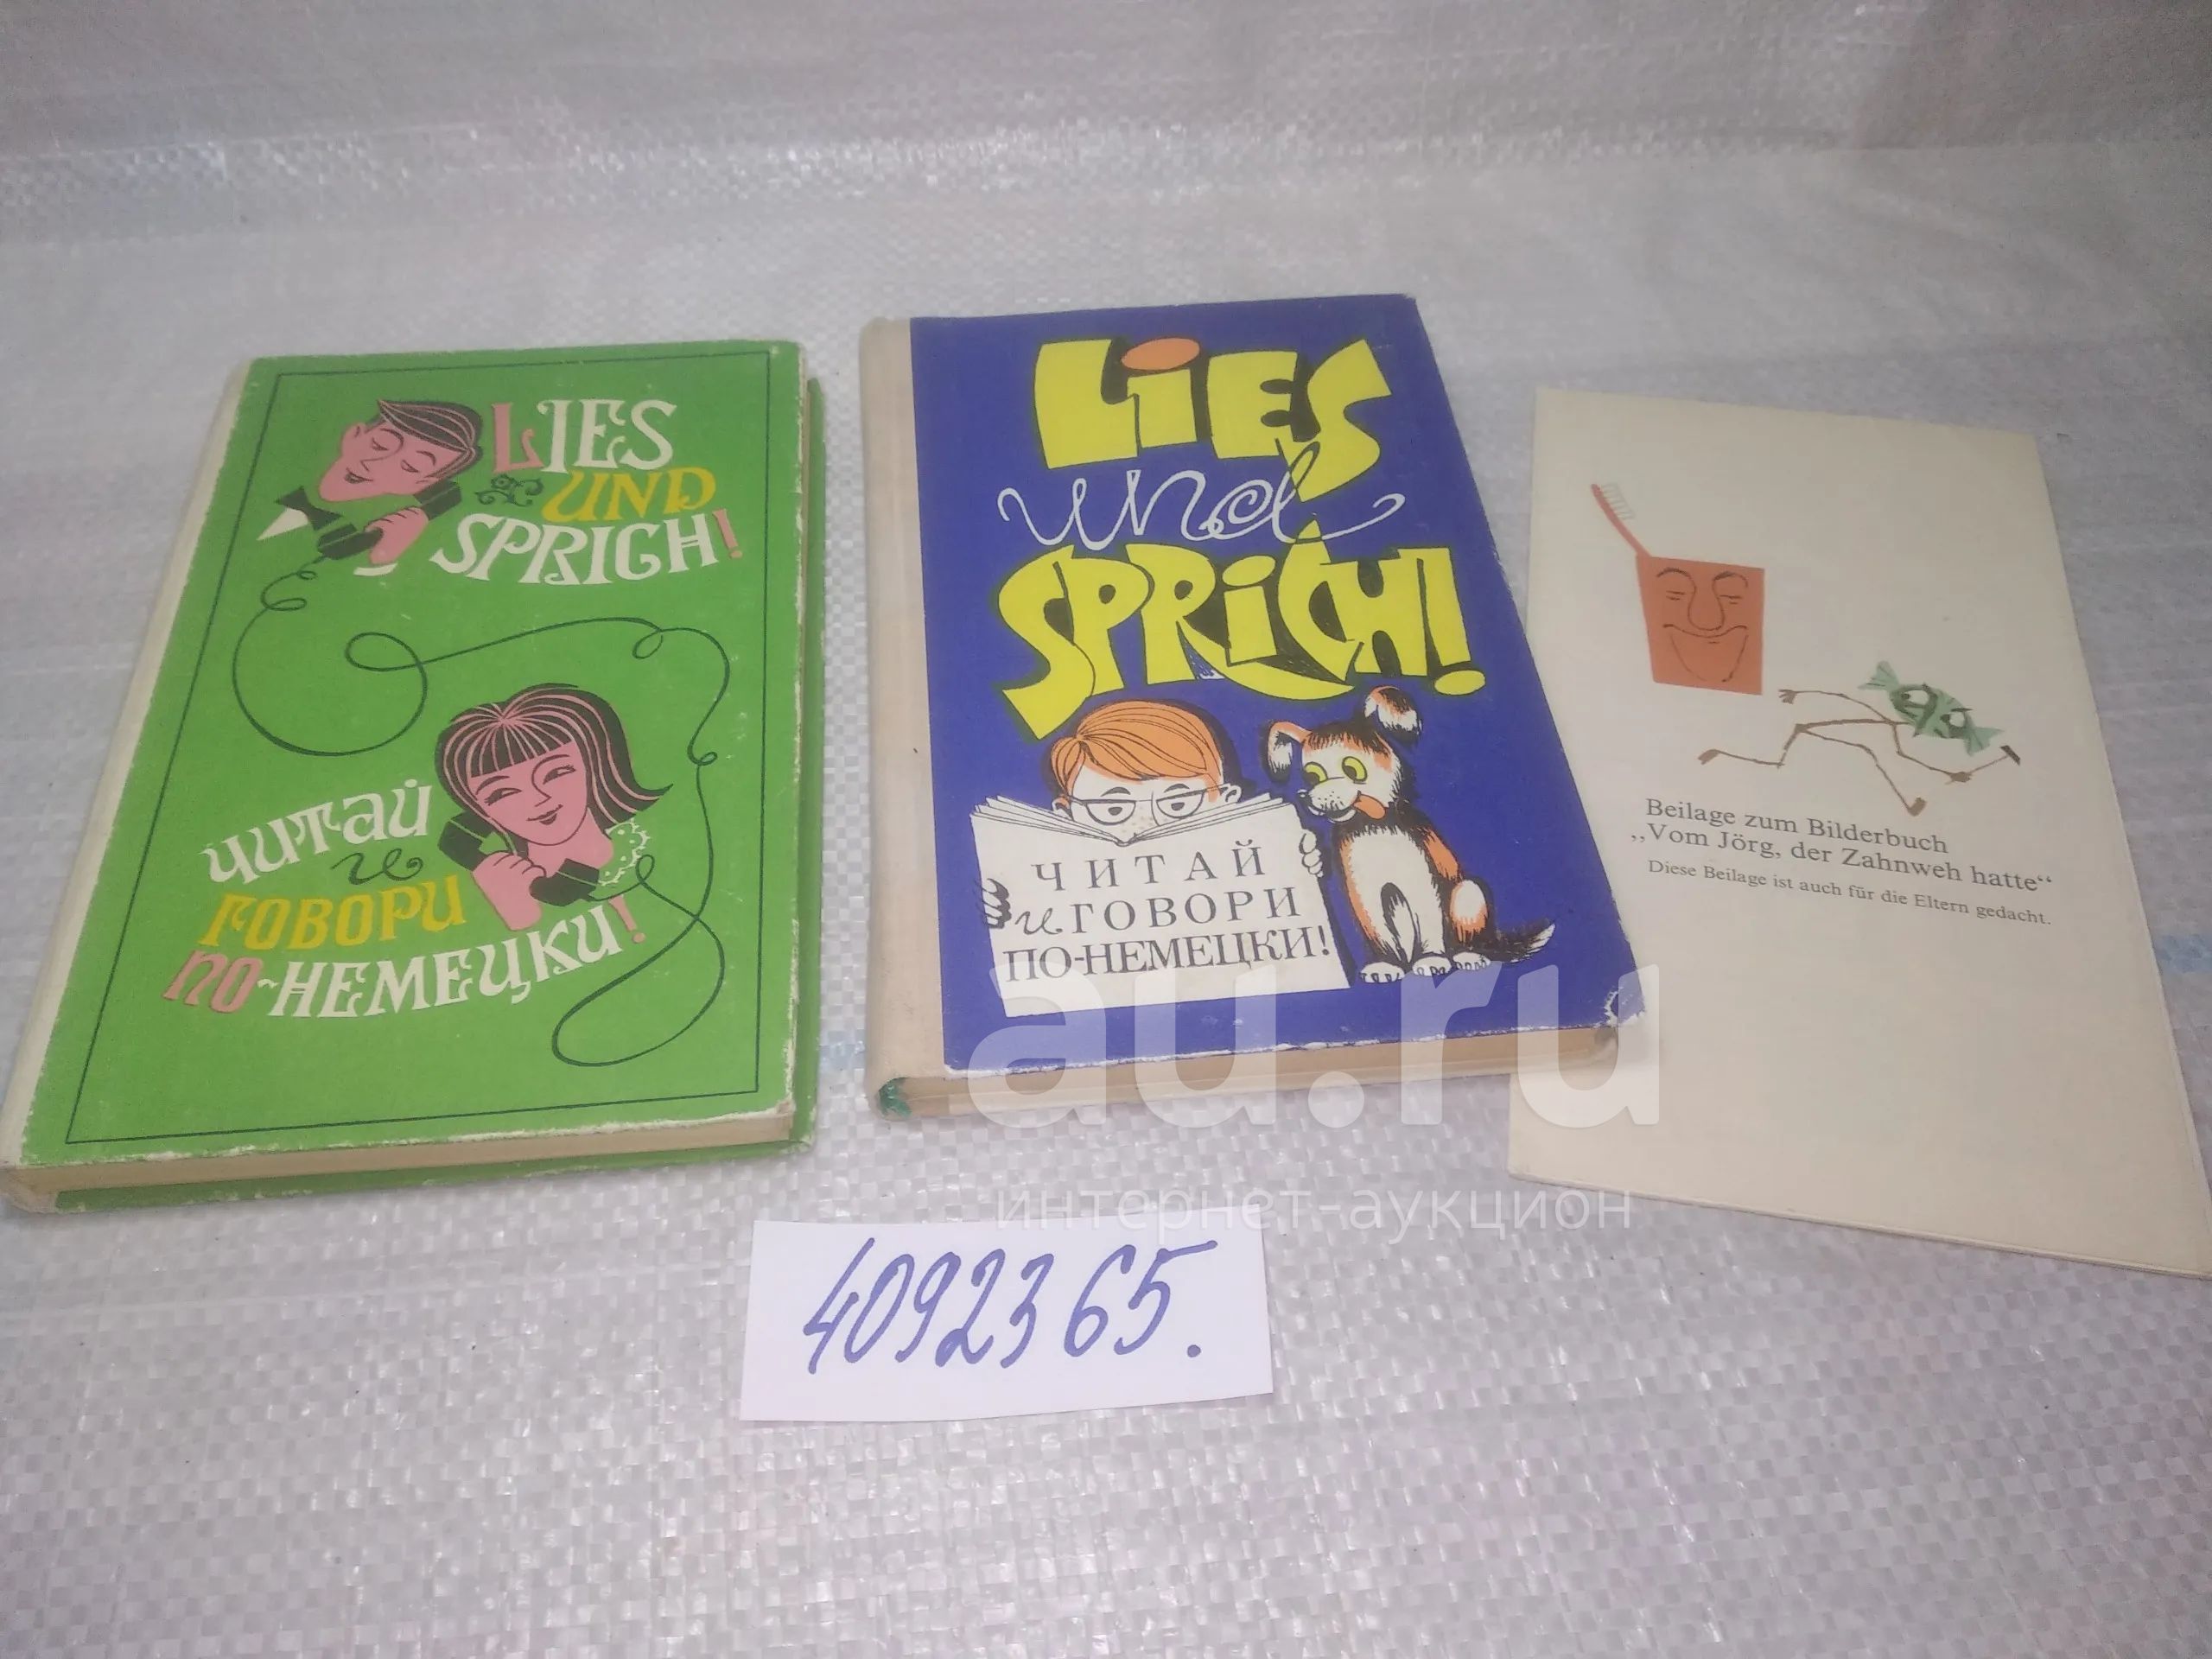 LIES
UND
SPRICH!
ЧИТАЙ
и
ГОВОРИ
ПО-НЕМЕЦКИ!
LiES
und
SPRiCH!
ЧИТАЙ
и ГОВОРИ
ПО-НЕМЕЦКИ!
Beilage zum Bilderbuch
„Vom Jörg, der Zahnweh hatte“
Diese Beilage ist auch für die Eltern gedacht.
au.ru
интернет-аукцион
4092365.